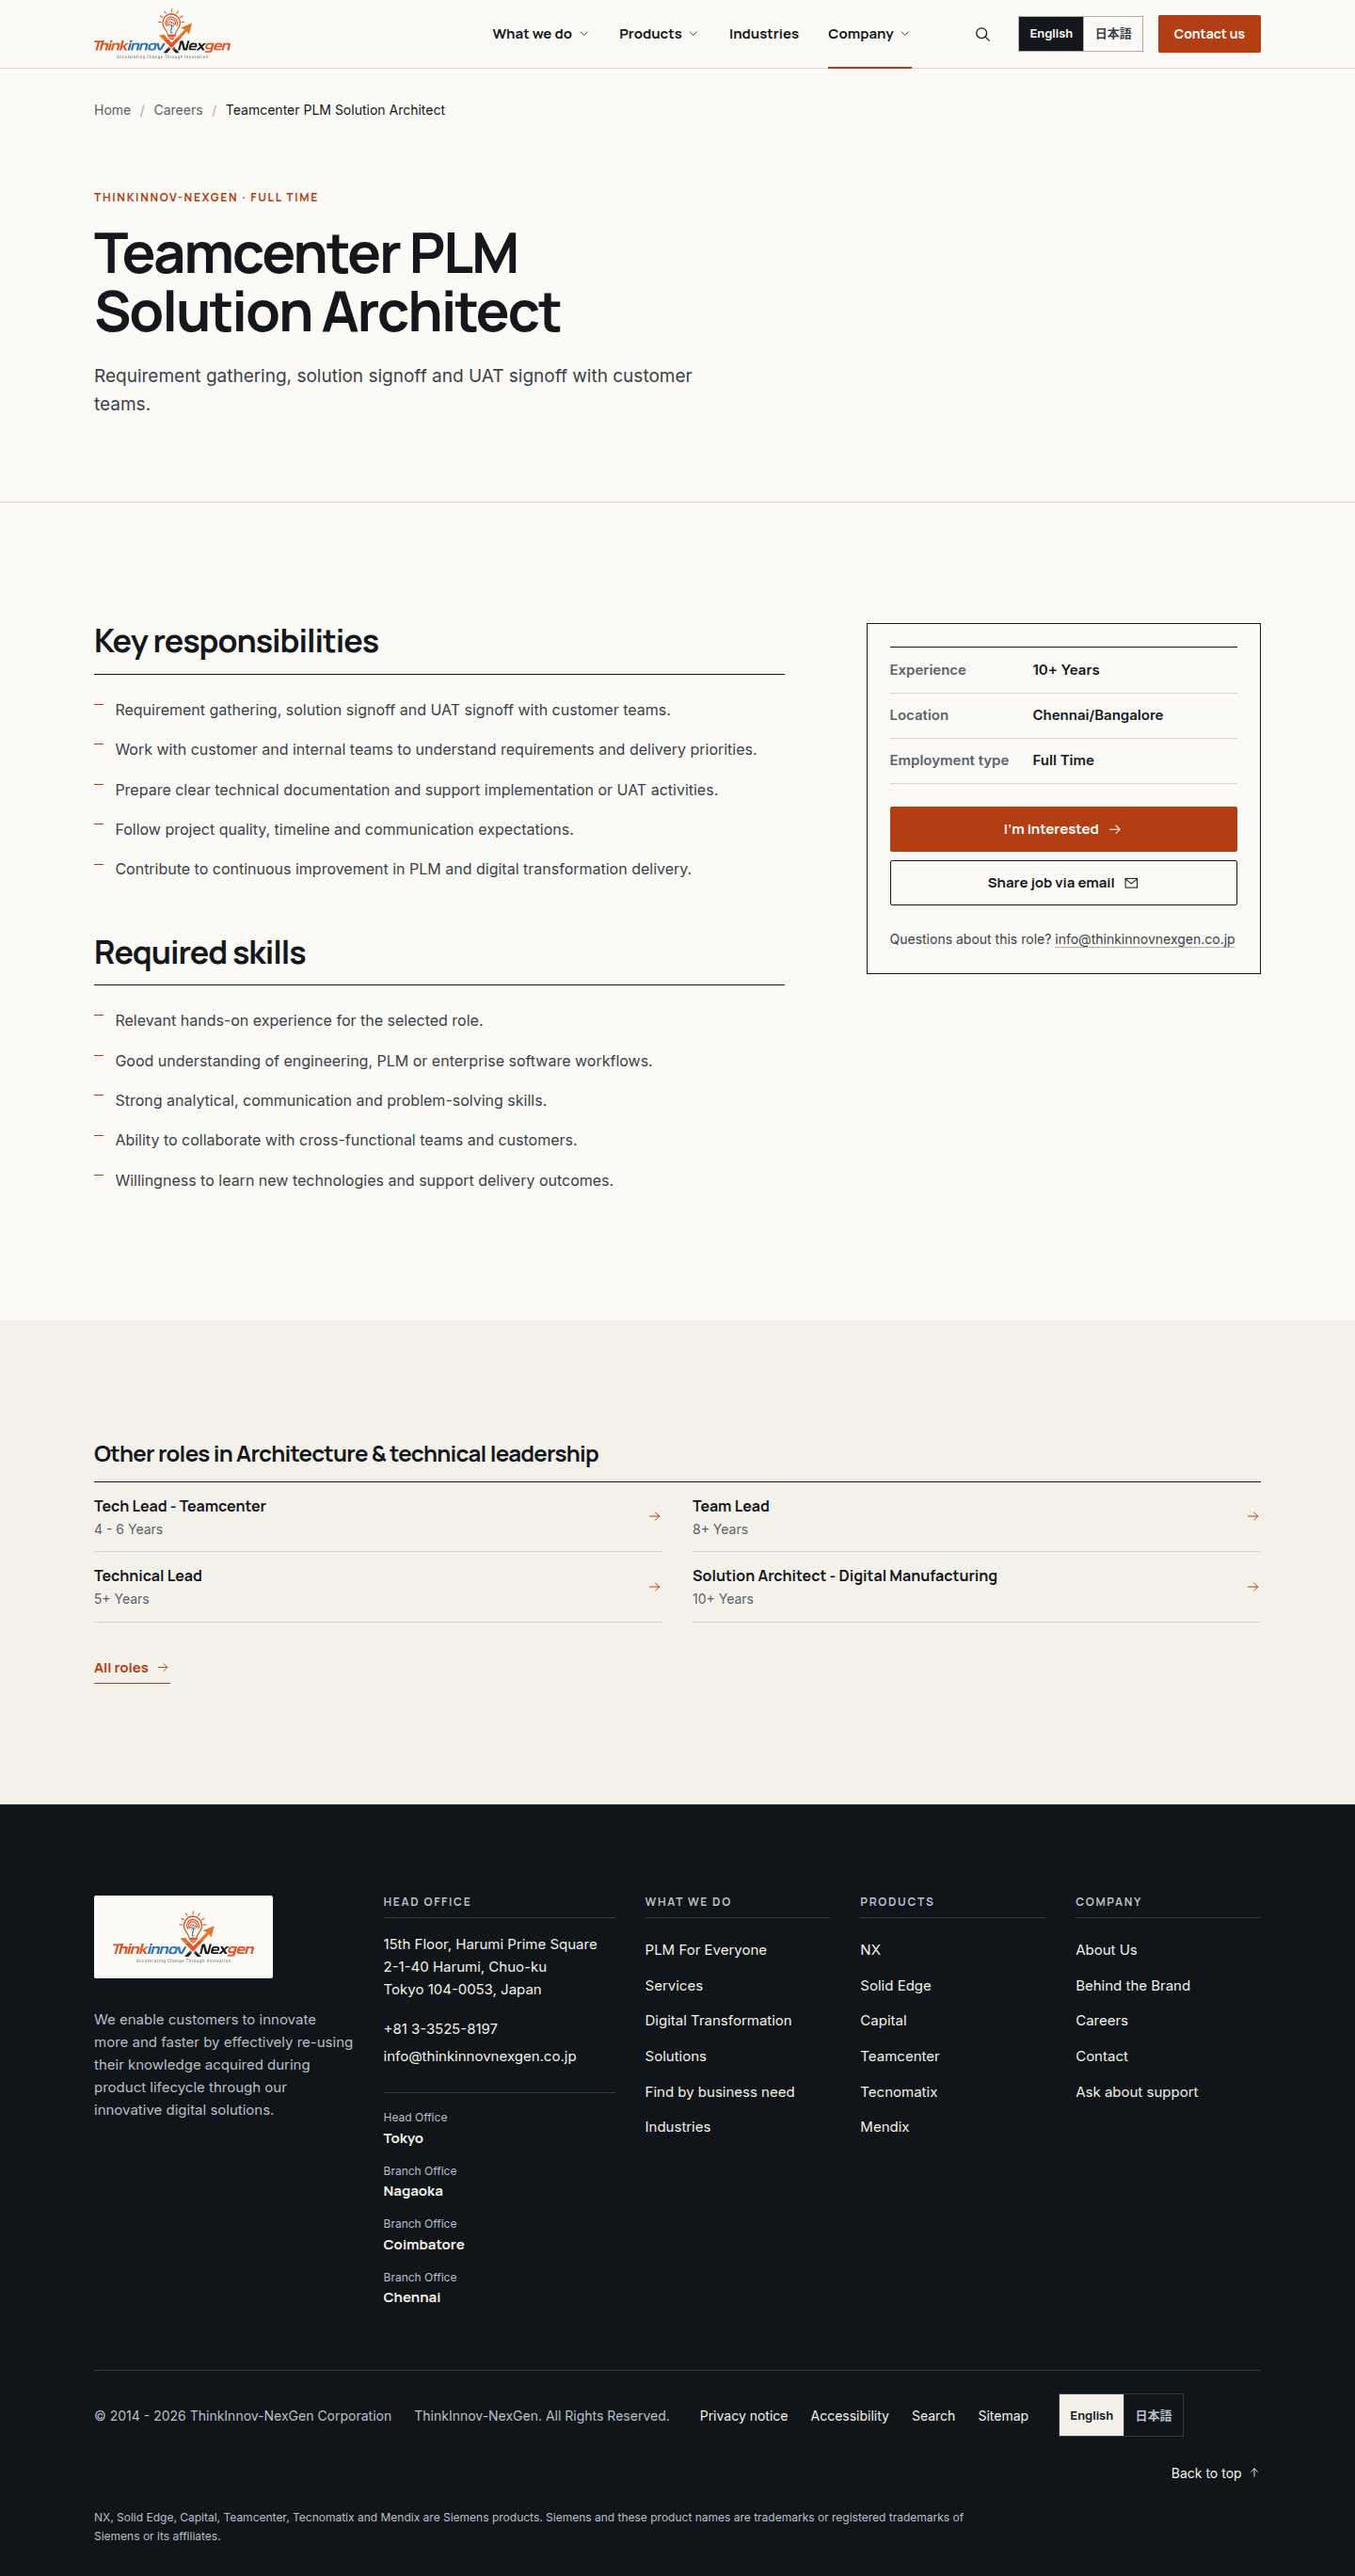 ThinkinnovXNexgen
Accelerating Change Through Innovation
What we do
Products
Industries
Company
English
日本語
Contact us
Home / Careers / Teamcenter PLM Solution Architect
THINKINNOV-NEXGEN · FULL TIME
Teamcenter PLM
Solution Architect
Requirement gathering, solution signoff and UAT signoff with customer
teams.
Key responsibilities
Requirement gathering, solution signoff and UAT signoff with customer teams.
Work with customer and internal teams to understand requirements and delivery priorities.
Prepare clear technical documentation and support implementation or UAT activities.
Follow project quality, timeline and communication expectations.
Contribute to continuous improvement in PLM and digital transformation delivery.
Required skills
Relevant hands-on experience for the selected role.
Good understanding of engineering, PLM or enterprise software workflows.
Strong analytical, communication and problem-solving skills.
Ability to collaborate with cross-functional teams and customers.
Willingness to learn new technologies and support delivery outcomes.
Experience 10+ Years
Location Chennai/Bangalore
Employment type Full Time
I'm interested
Share job via email
Questions about this role? info@thinkinnovnexgen.co.jp
Other roles in Architecture & technical leadership
Tech Lead - Teamcenter
4 - 6 Years
Team Lead
8+ Years
Technical Lead
5+ Years
Solution Architect - Digital Manufacturing
10+ Years
All roles
ThinkinnovXNexgen
Accelerating Change Through Innovation
We enable customers to innovate
more and faster by effectively re-using
their knowledge acquired during
product lifecycle through our
innovative digital solutions.
HEAD OFFICE
15th Floor, Harumi Prime Square
2-1-40 Harumi, Chuo-ku
Tokyo 104-0053, Japan
+81 3-3525-8197
info@thinkinnovnexgen.co.jp
Head Office
Tokyo
Branch Office
Nagaoka
Branch Office
Coimbatore
Branch Office
Chennai
WHAT WE DO
PLM For Everyone
Services
Digital Transformation
Solutions
Find by business need
Industries
PRODUCTS
NX
Solid Edge
Capital
Teamcenter
Tecnomatix
Mendix
COMPANY
About Us
Behind the Brand
Careers
Contact
Ask about support
© 2014 - 2026 ThinkInnov-NexGen Corporation
ThinkInnov-NexGen. All Rights Reserved.
Privacy notice
Accessibility
Search
Sitemap
English
日本語
Back to top
NX, Solid Edge, Capital, Teamcenter, Tecnomatix and Mendix are Siemens products. Siemens and these product names are trademarks or registered trademarks of
Siemens or its affiliates.